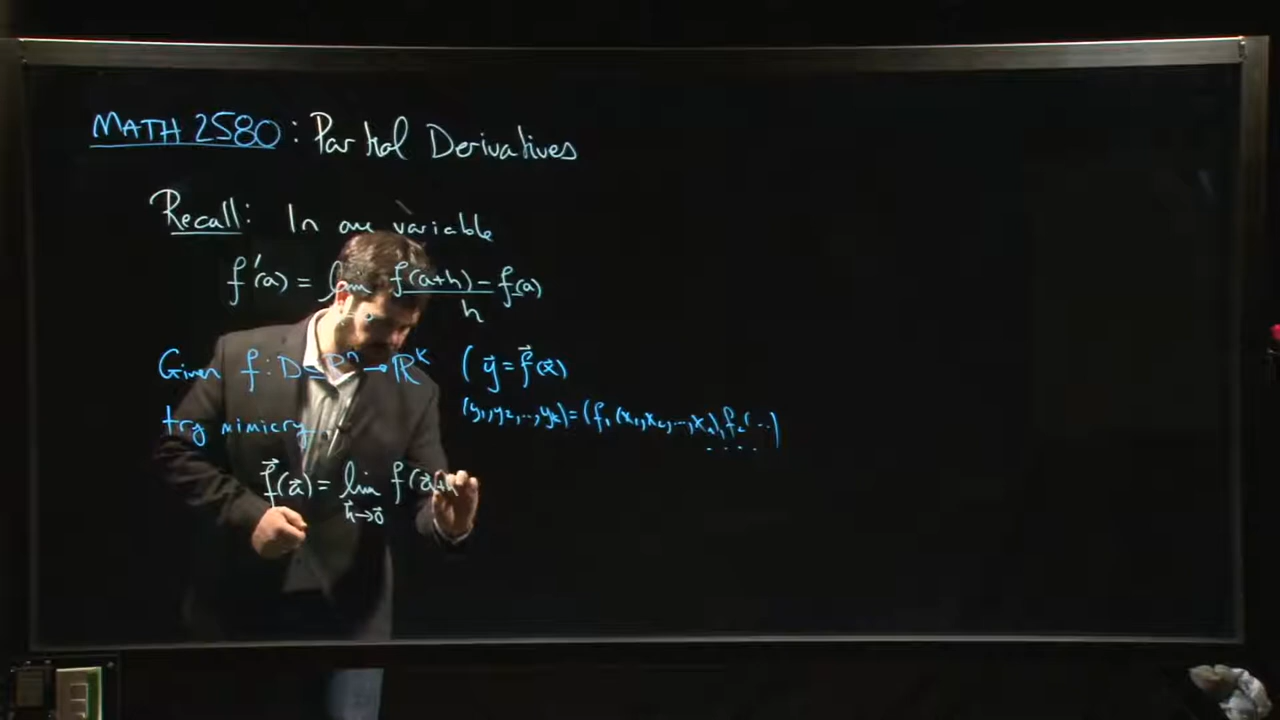 MATH 2580: Partial Derivatives
Recall: In one variable
f'(a) = lim f(a+h) - f(a)
h
Given f: D ⊆ ℝⁿ → ℝᵏ ( y⃗ = f⃗(x⃗)
try mimicry (y₁, y₂, ..., yₖ) = (f₁(x₁, x₂, ..., xₙ), f₂(...)
....
f⃗(a⃗) = lim f(a⃗+h
h⃗→0⃗